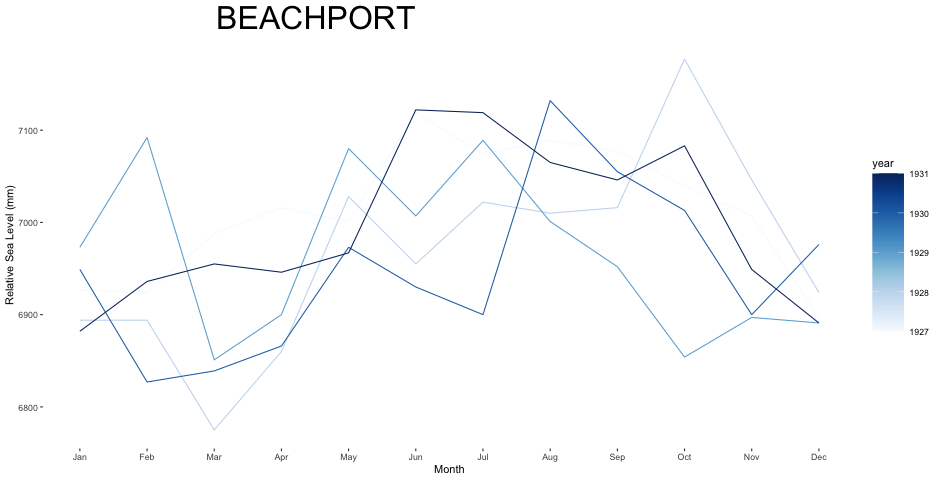 BEACHPORT
Relative Sea Level (mm)
7100
7000
6900
6800
Jan Feb Mar Apr May Jun Jul Aug Sep Oct Nov Dec
Month
year
1931
1930
1929
1928
1927